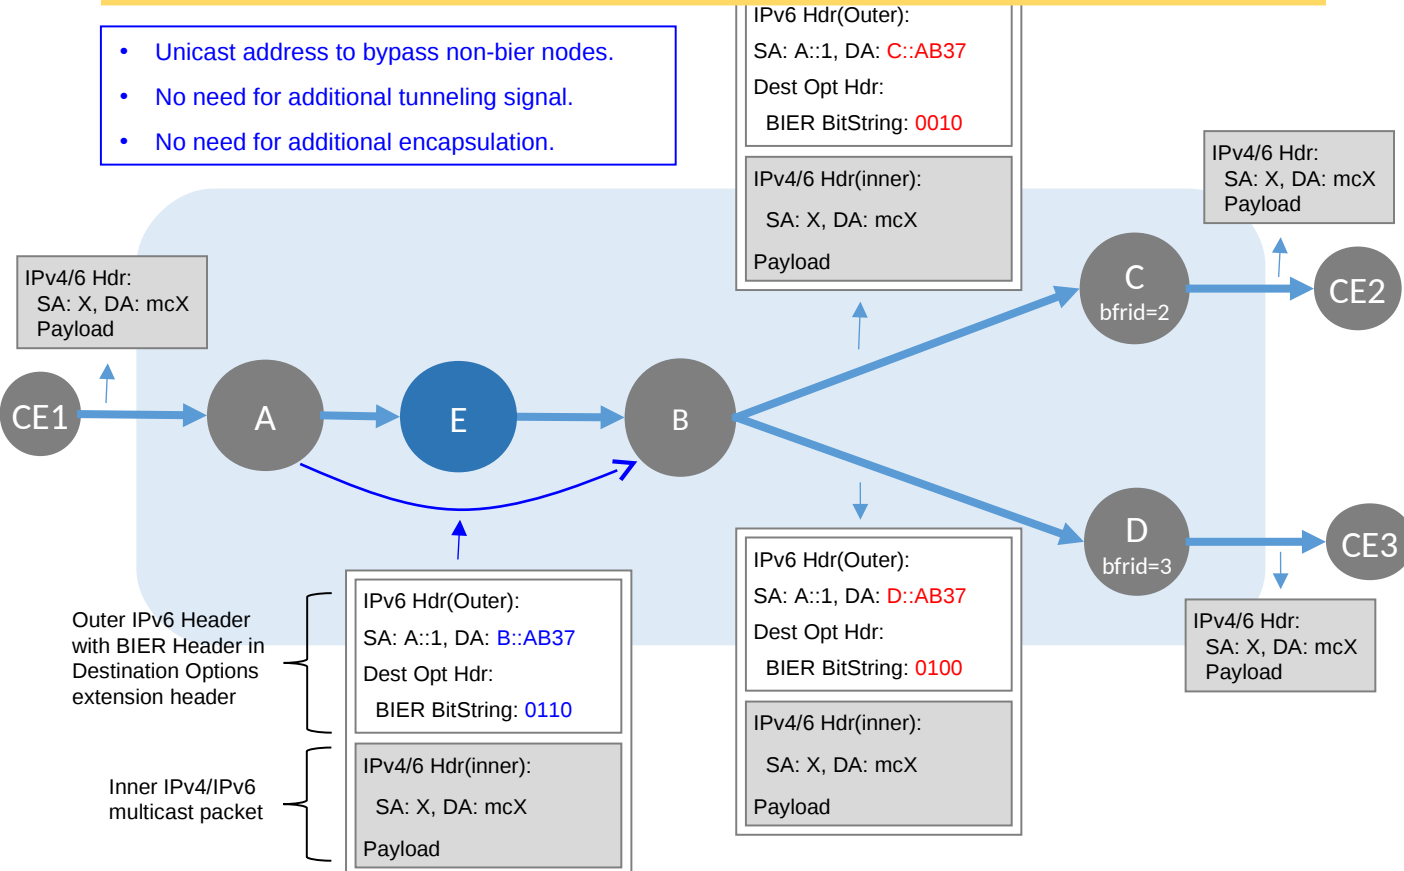 IPv6 Hdr(Outer):
SA: A::1, DA: C::AB37
Dest Opt Hdr:
BIER BitString: 0010
IPv4/6 Hdr(inner):
SA: X, DA: mcX
Payload
• Unicast address to bypass non-bier nodes.
• No need for additional tunneling signal.
• No need for additional encapsulation.
IPv4/6 Hdr:
SA: X, DA: mcX
Payload
IPv4/6 Hdr:
SA: X, DA: mcX
Payload
C
bfrid=2
CE2
CE1
A
E
B
D
bfrid=3
CE3
IPv6 Hdr(Outer):
SA: A::1, DA: D::AB37
Dest Opt Hdr:
BIER BitString: 0100
IPv4/6 Hdr(inner):
SA: X, DA: mcX
Payload
IPv4/6 Hdr:
SA: X, DA: mcX
Payload
Outer IPv6 Header
with BIER Header in
Destination Options
extension header
IPv6 Hdr(Outer):
SA: A::1, DA: B::AB37
Dest Opt Hdr:
BIER BitString: 0110
Inner IPv4/IPv6
multicast packet
IPv4/6 Hdr(inner):
SA: X, DA: mcX
Payload